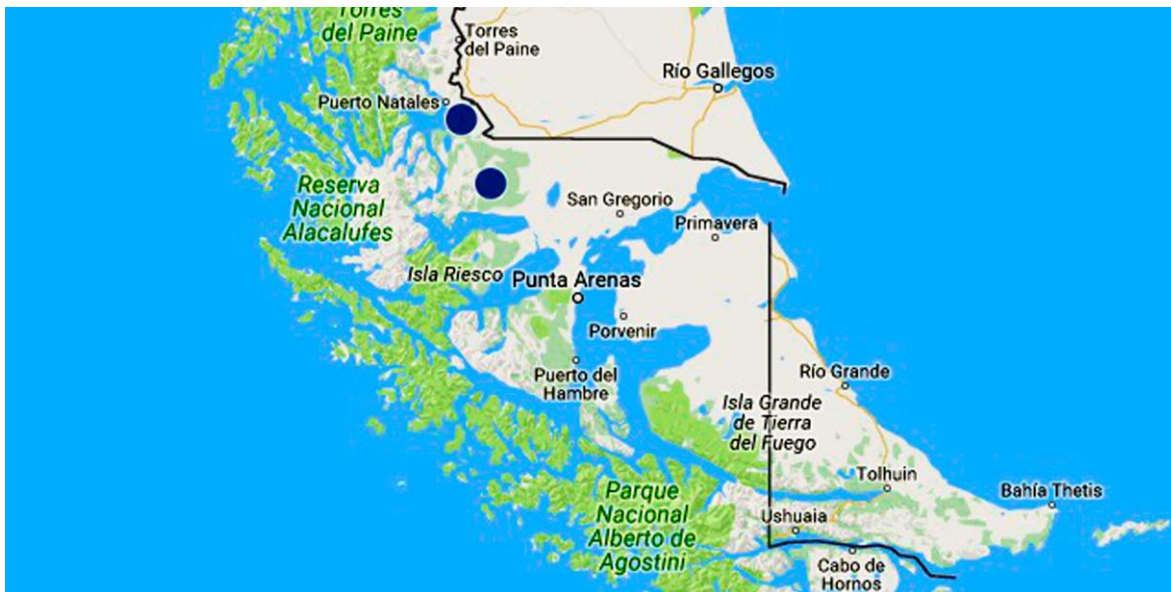 Torres
del Paine
Torres
del Paine
Río Gallegos
Puerto Natales
Reserva
Nacional
Alacalufes
San Gregorio
Primavera
Isla Riesco
Punta Arenas
Porvenir
Puerto del
Hambre
Río Grande
Isla Grande
de Tierra
del Fuego
Tolhuin
Bahía Thetis
Parque
Nacional
Alberto de
Agostini
Ushuaia
Cabo de
Hornos